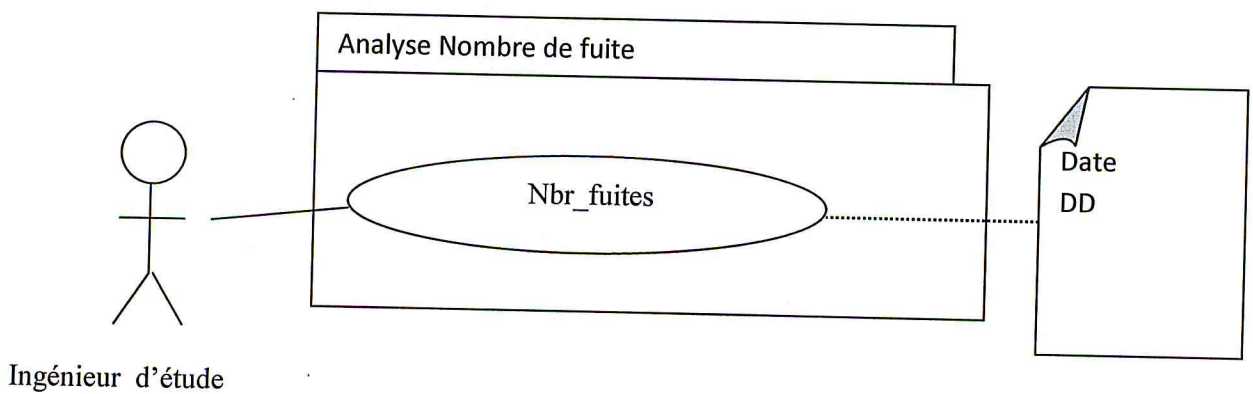 Analyse Nombre de fuite
Nbr_fuites
Date
DD
Ingénieur d'étude